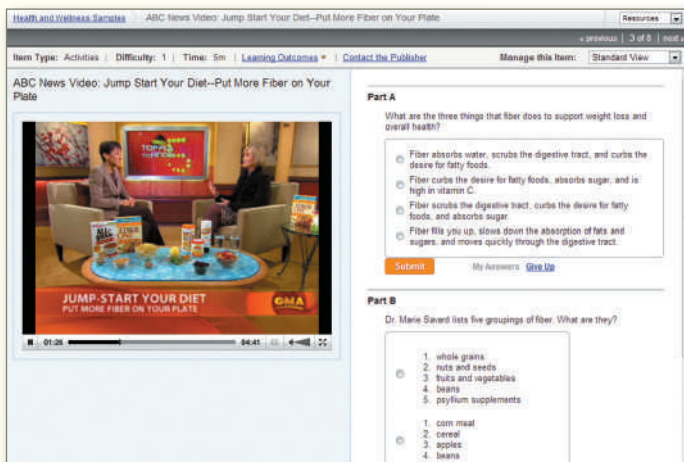 Health and Wellness Samples ABC News Video: Jump Start Your Diet--Put More Fiber on Your Plate Resources
« previous | 3 of 8 | next »
Item Type: Activities | Difficulty: 1 | Time: 5m | Learning Outcomes | Contact the Publisher Manage this Item: Standard View
ABC News Video: Jump Start Your Diet--Put More Fiber on Your
Plate
JUMP-START YOUR DIET
PUT MORE FIBER ON YOUR PLATE
GMA
01:26 04:41
Part A
What are the three things that fiber does to support weight loss and
overall health?
Fiber absorbs water, scrubs the digestive tract, and curbs the
desire for fatty foods.
Fiber curbs the desire for fatty foods, absorbs sugar, and is
high in vitamin C.
Fiber scrubs the digestive tract, curbs the desire for fatty
foods, and absorbs sugar.
Fiber fills you up, slows down the absorption of fats and
sugars, and moves quickly through the digestive tract.
Submit My Answers Give Up
Part B
Dr. Marie Savard lists five groupings of fiber. What are they?
1. whole grains
2. nuts and seeds
3. fruits and vegetables
4. beans
5. psyllium supplements
1. corn meal
2. cereal
3. apples
4. beans